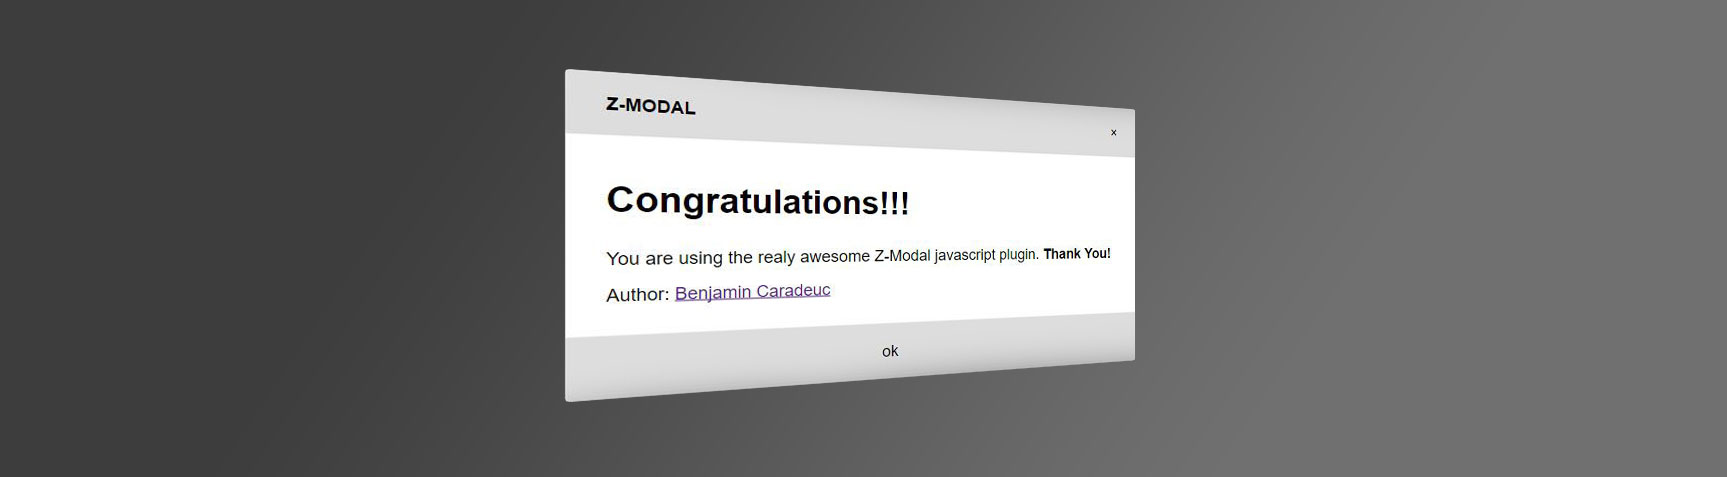 Z-MODAL
x
Congratulations!!!
You are using the realy awesome Z-Modal javascript plugin. Thank You!
Author: Benjamin Caradeuc
ok